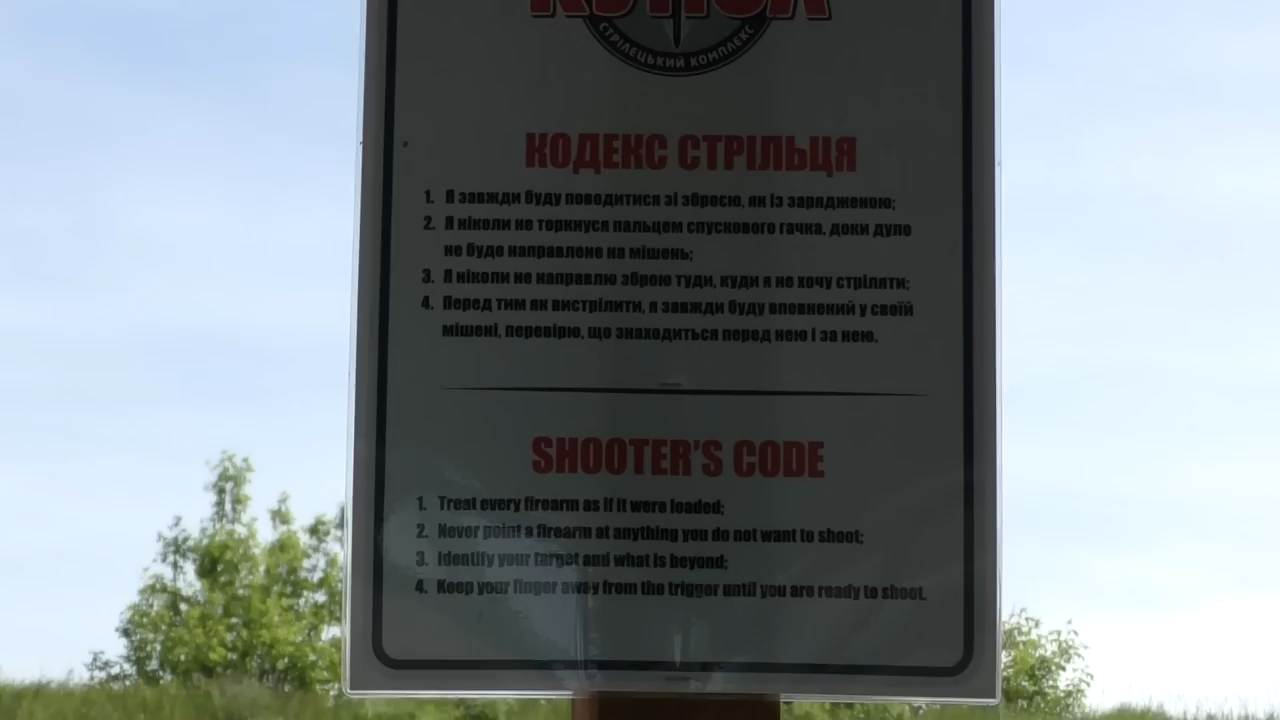 СТРІЛЕЦЬКИЙ КОМПЛЕКС
КОДЕКС СТРІЛЬЦЯ
1. Я завжди буду поводитися зі зброєю, як із зарядженою;
2. Я ніколи не торкнуся пальцем спускового гачка, доки дуло
не буде направлене на мішень;
3. Я ніколи не направлю зброю туди, куди я не хочу стріляти;
4. Перед тим як вистрілити, я завжди буду впевнений у своїй
мішені, перевірю, що знаходиться перед нею і за нею.
SHOOTER'S CODE
1. Treat every firearm as if it were loaded;
2. Never point a firearm at anything you do not want to shoot;
3. Identify your target and what is beyond;
4. Keep your finger away from the trigger until you are ready to shoot.